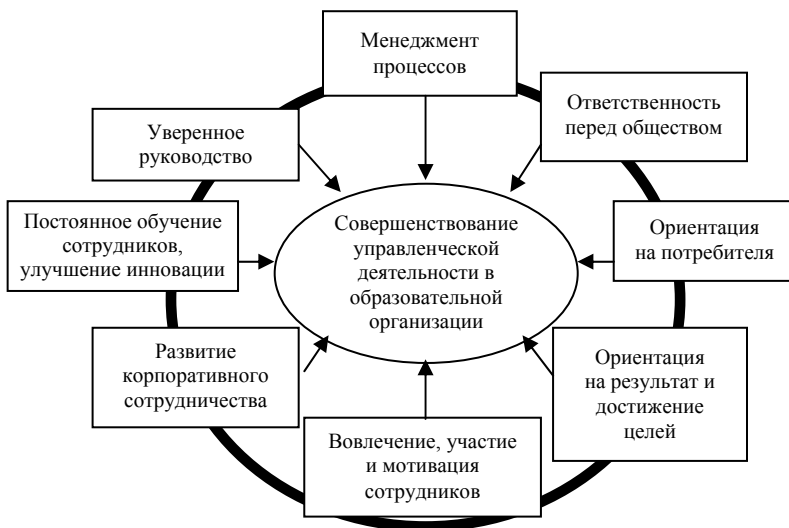 Менеджмент
процессов
Уверенное
руководство
Ответственность
перед обществом
Постоянное обучение
сотрудников,
улучшение инновации
Совершенствование
управленческой
деятельности в
образовательной
организации
Ориентация
на потребителя
Развитие
корпоративного
сотрудничества
Ориентация
на результат и
достижение
целей
Вовлечение, участие
и мотивация
сотрудников